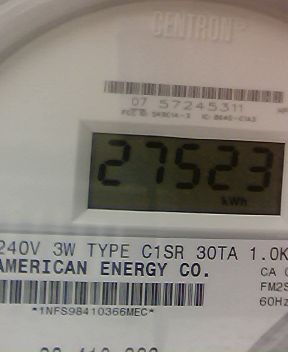 CENTRON®
07 57245311
27523
kWh
240V 3W TYPE C1SR 30TA 1.0K
AMERICAN ENERGY CO.
CA
FM2S
60Hz
*1NFS98410366MEC*